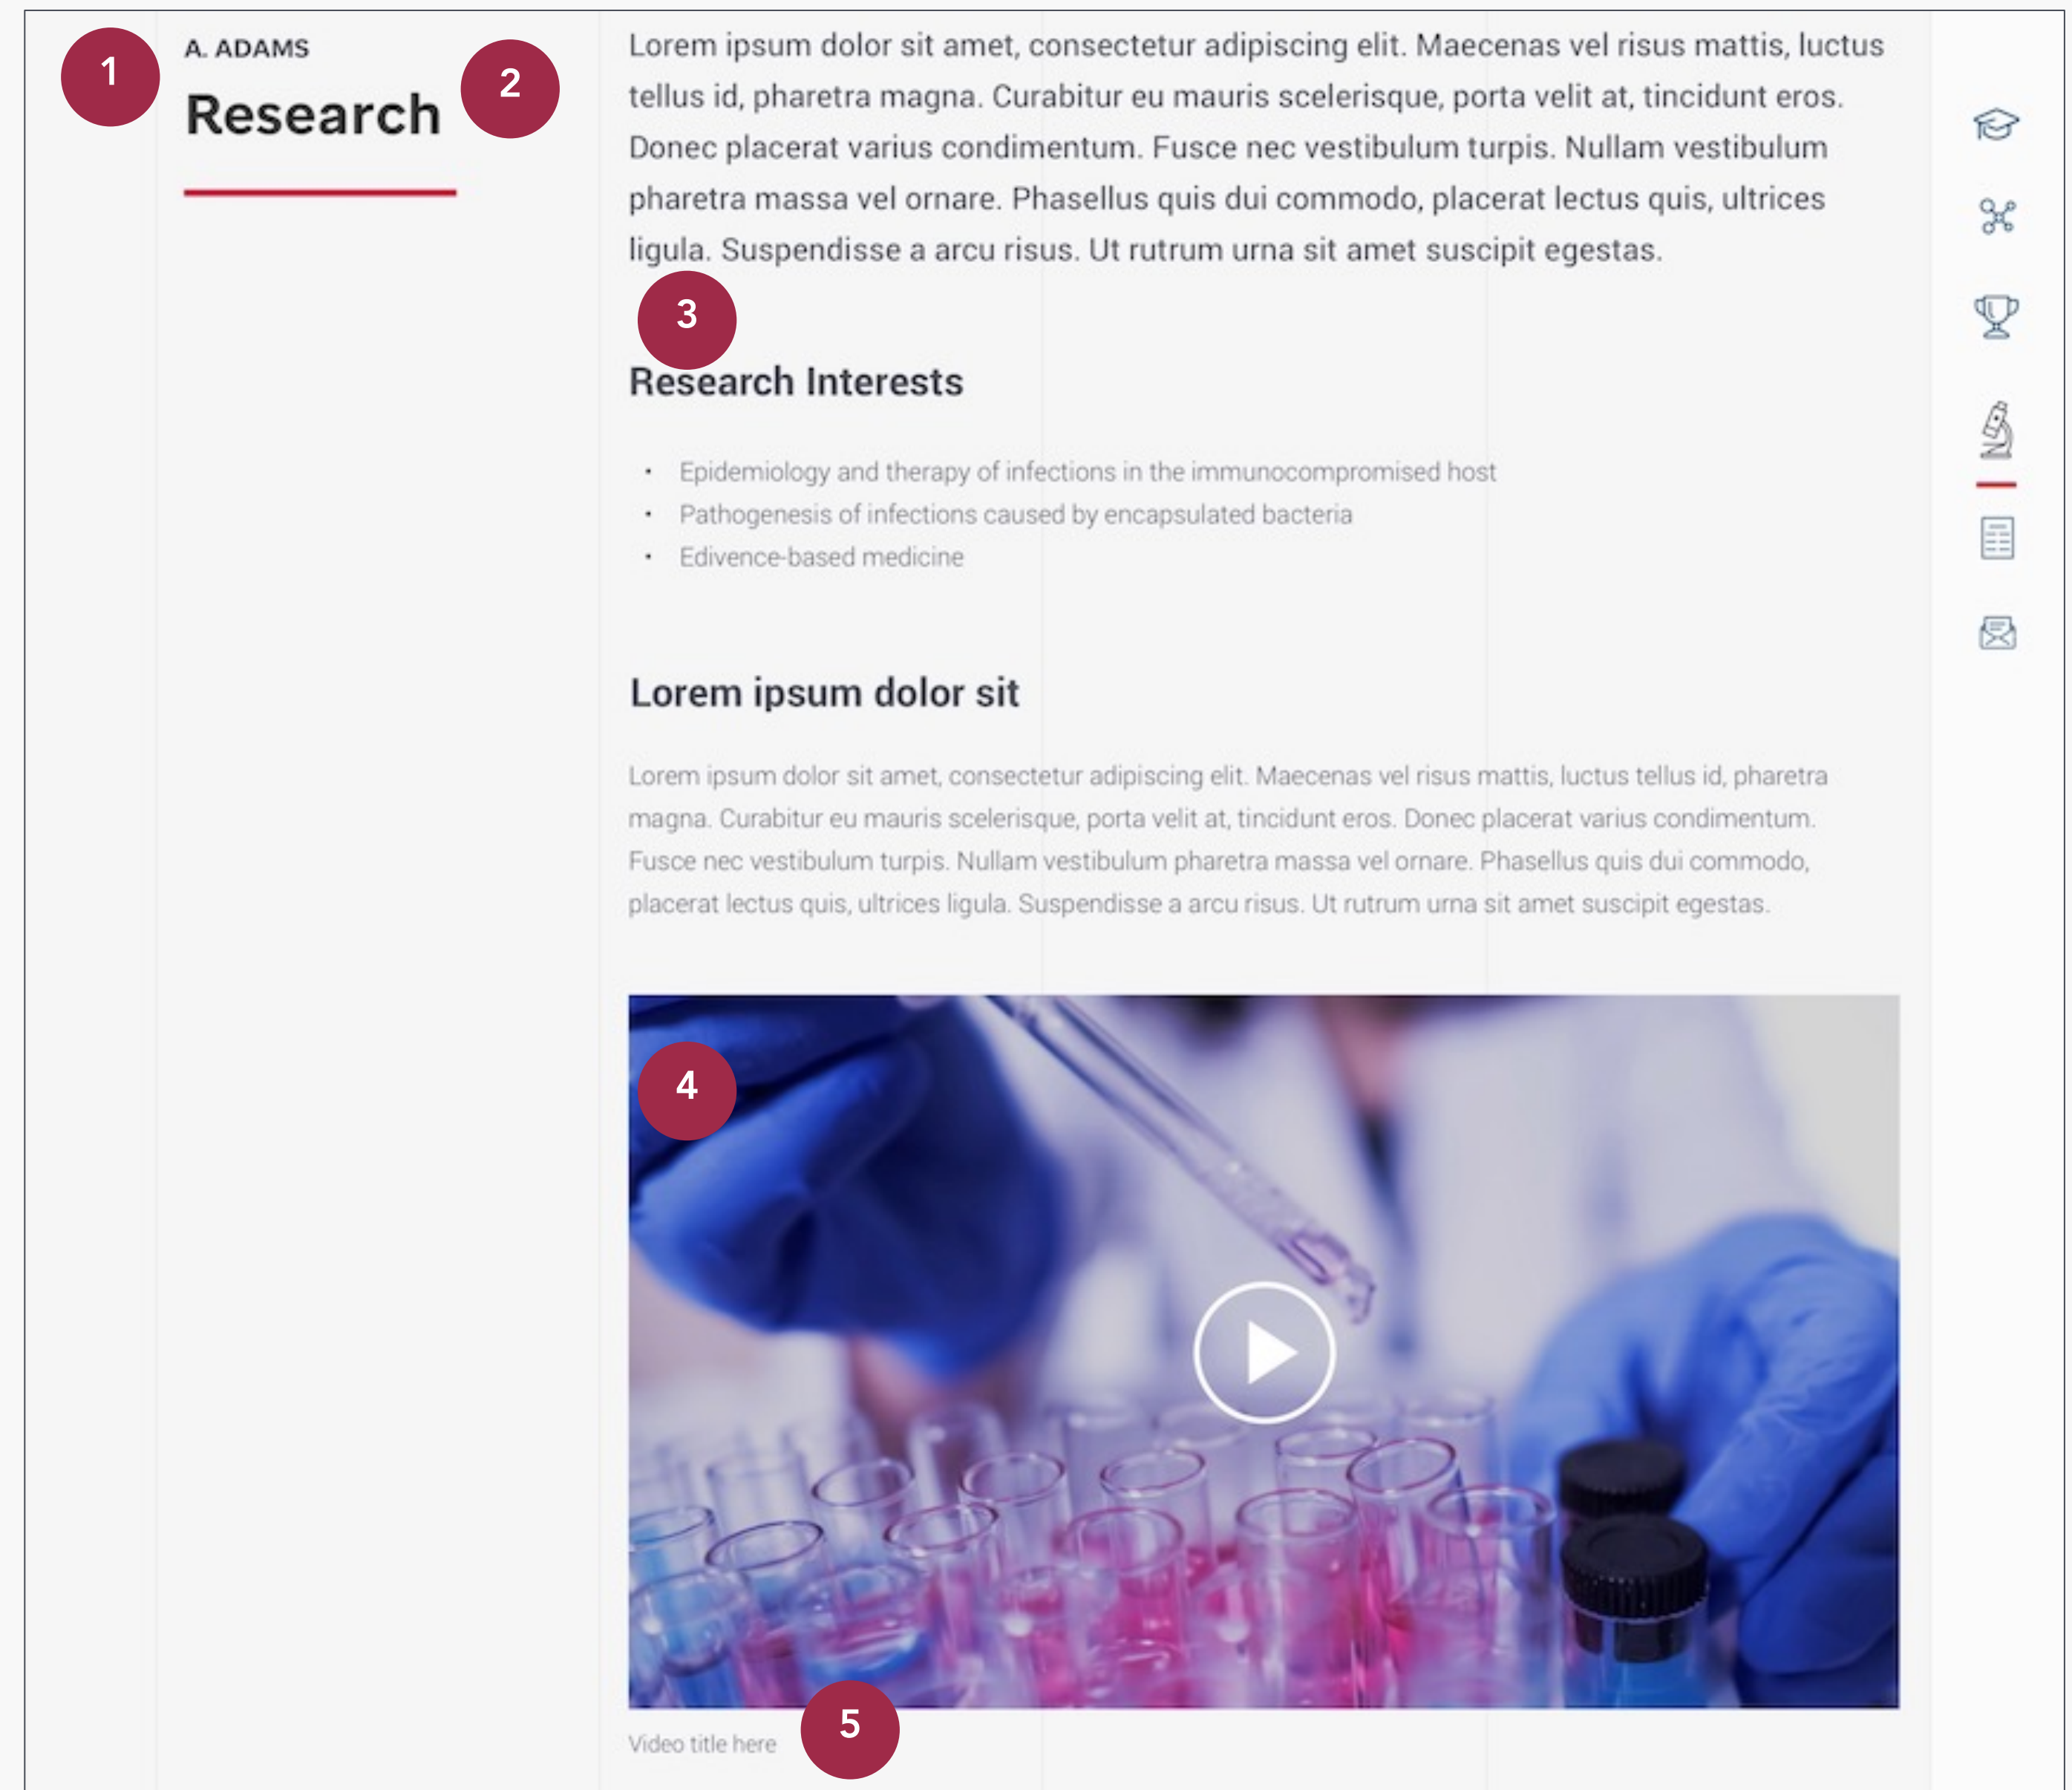 1
A. ADAMS
Research
2
Lorem ipsum dolor sit amet, consectetur adipiscing elit. Maecenas vel risus mattis, luctus
tellus id, pharetra magna. Curabitur eu mauris scelerisque, porta velit at, tincidunt eros.
Donec placerat varius condimentum. Fusce nec vestibulum turpis. Nullam vestibulum
pharetra massa vel ornare. Phasellus quis dui commodo, placerat lectus quis, ultrices
ligula. Suspendisse a arcu risus. Ut rutrum urna sit amet suscipit egestas.
3
Research Interests
• Epidemiology and therapy of infections in the immunocompromised host
• Pathogenesis of infections caused by encapsulated bacteria
• Edivence-based medicine
Lorem ipsum dolor sit
Lorem ipsum dolor sit amet, consectetur adipiscing elit. Maecenas vel risus mattis, luctus tellus id, pharetra
magna. Curabitur eu mauris scelerisque, porta velit at, tincidunt eros. Donec placerat varius condimentum.
Fusce nec vestibulum turpis. Nullam vestibulum pharetra massa vel ornare. Phasellus quis dui commodo,
placerat lectus quis, ultrices ligula. Suspendisse a arcu risus. Ut rutrum urna sit amet suscipit egestas.
4
5
Video title here